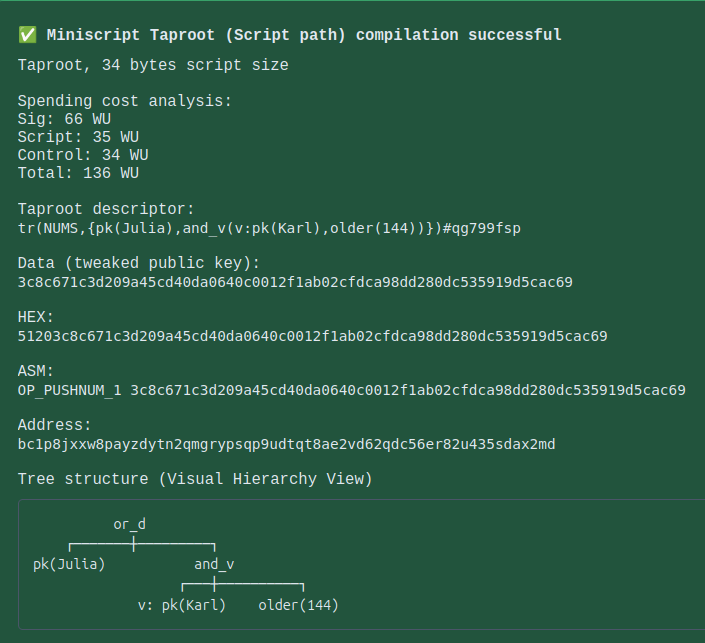 ✅ Miniscript Taproot (Script path) compilation successful
Taproot, 34 bytes script size
Spending cost analysis:
Sig: 66 WU
Script: 35 WU
Control: 34 WU
Total: 136 WU
Taproot descriptor:
tr(NUMS,{pk(Julia),and_v(v:pk(Karl),older(144))})#qg799fsp
Data (tweaked public key):
3c8c671c3d209a45cd40da0640c0012f1ab02cfdca98dd280dc535919d5cac69
HEX:
51203c8c671c3d209a45cd40da0640c0012f1ab02cfdca98dd280dc535919d5cac69
ASM:
OP_PUSHNUM_1 3c8c671c3d209a45cd40da0640c0012f1ab02cfdca98dd280dc535919d5cac69
Address:
bc1p8jxxw8payzdytn2qmgrypsqp9udtqt8ae2vd62qdc56er82u435sdax2md
Tree structure (Visual Hierarchy View)
or_d
pk(Julia) and_v
v: pk(Karl) older(144)